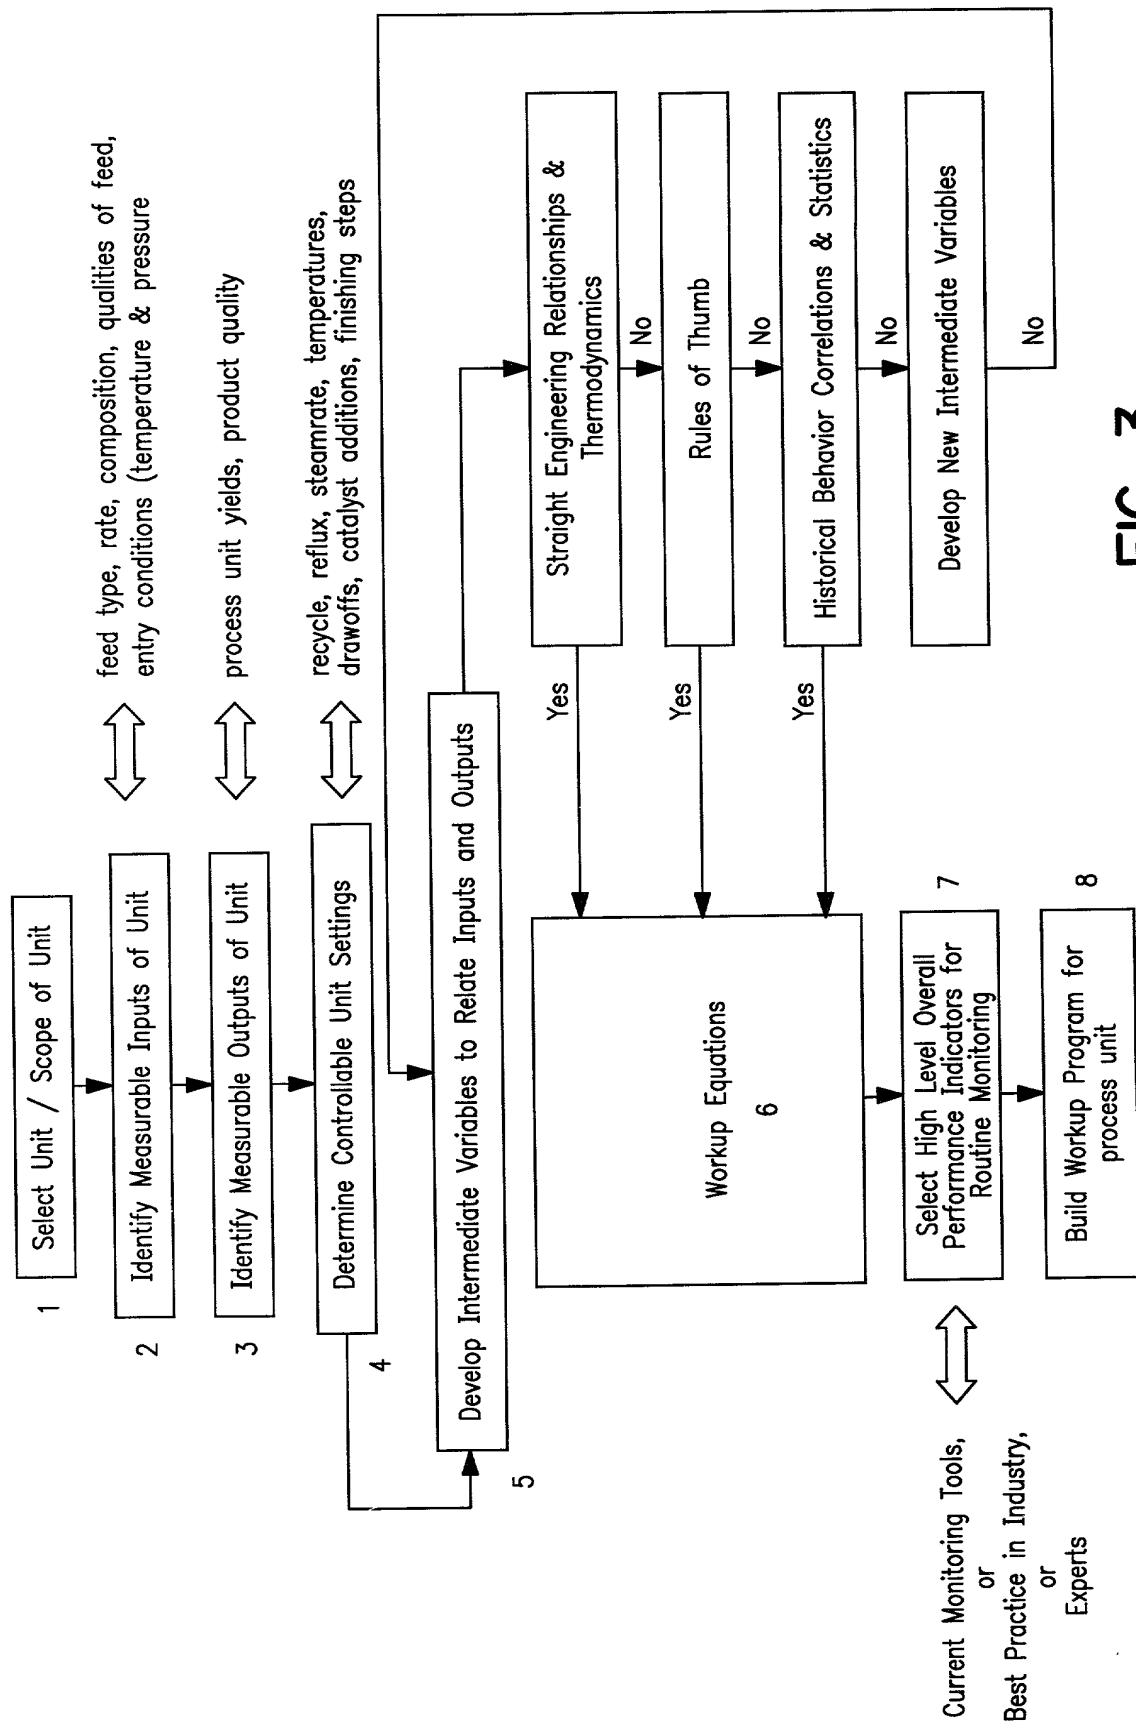 1
Select Unit / Scope of Unit
2
Identify Measurable Inputs of Unit
feed type, rate, composition, qualities of feed,
entry conditions (temperature & pressure
3
Identify Measurable Outputs of Unit
process unit yields, product quality
4
Determine Controllable Unit Settings
recycle, reflux, steamrate, temperatures,
drawoffs, catalyst additions, finishing steps
5
Develop Intermediate Variables to Relate Inputs and Outputs
Straight Engineering Relationships &
Thermodynamics
Yes
No
Rules of Thumb
Yes
No
Historical Behavior Correlations & Statistics
Yes
No
Develop New Intermediate Variables
No
Workup Equations
6
Select High Level Overall
Performance Indicators for
Routine Monitoring
7
Current Monitoring Tools,
or
Best Practice in Industry,
or
Experts
Build Workup Program for
process unit
8
FIG. 3